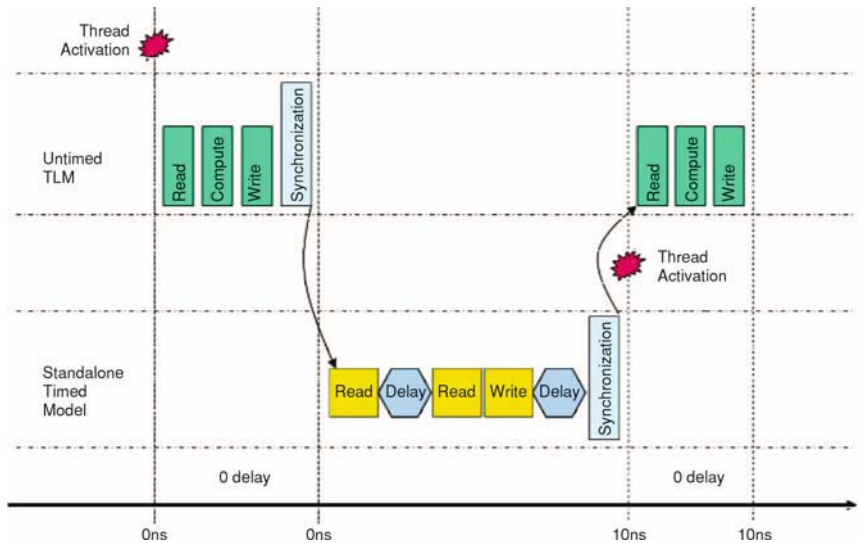 Thread
Activation
Untimed
TLM
Read
Compute
Write
Synchronization
Read
Compute
Write
Thread
Activation
Standalone
Timed
Model
Read
Delay
Read
Write
Delay
Synchronization
0 delay
0 delay
0ns
0ns
10ns
10ns